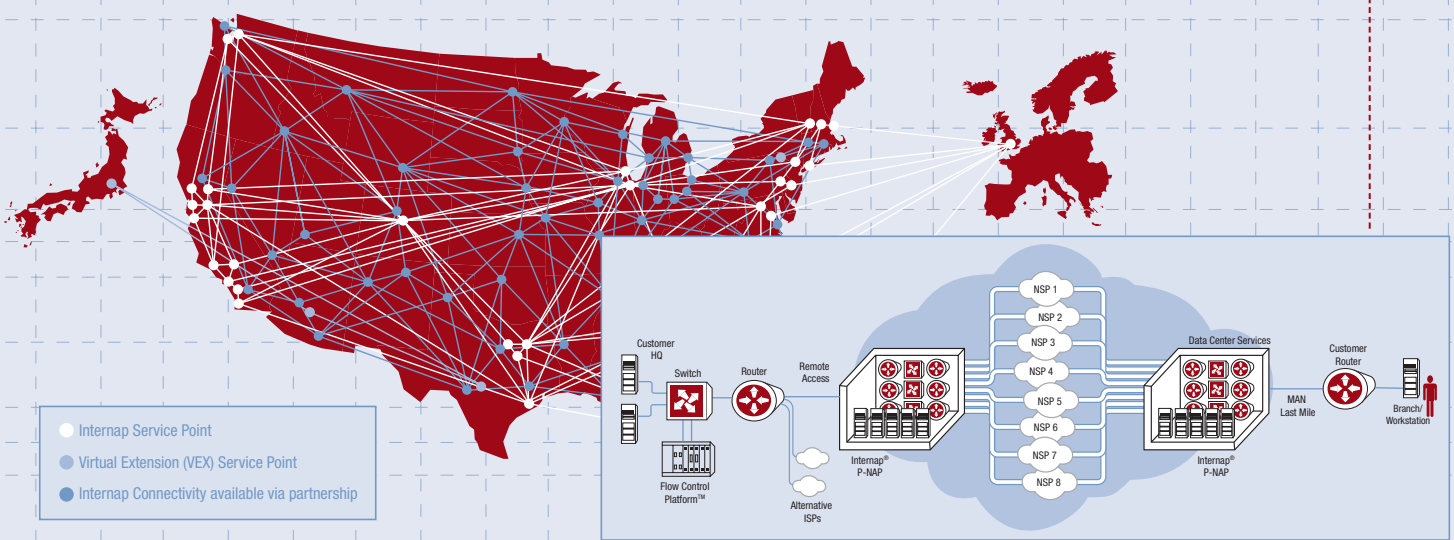 Internap Service Point
Virtual Extension (VEX) Service Point
Internap Connectivity available via partnership
Customer
HQ
Switch
Flow Control
Platform™
Router
Remote
Access
Alternative
ISPs
Internap®
P-NAP
NSP 1
NSP 2
NSP 3
NSP 4
NSP 5
NSP 6
NSP 7
NSP 8
Data Center Services
Internap®
P-NAP
MAN
Last Mile
Customer
Router
Branch/
Workstation